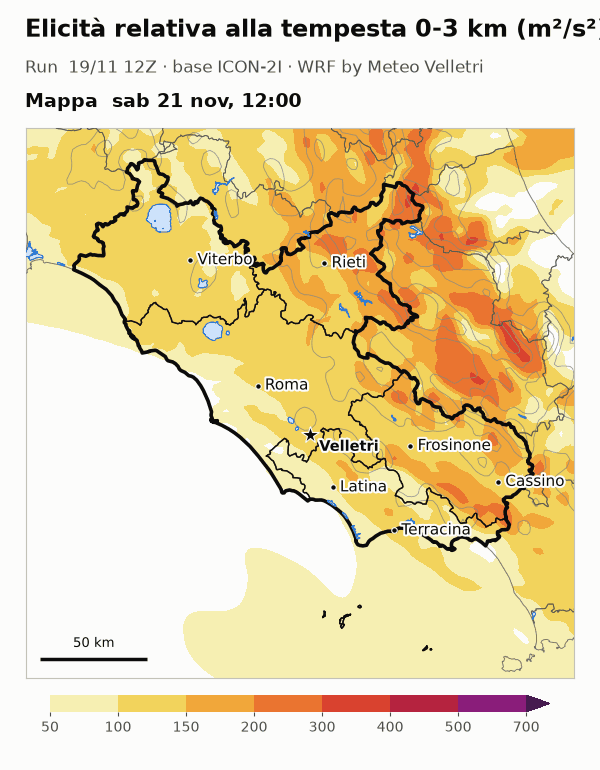 Elicità relativa alla tempesta 0-3 km (m²/s²)
Run  19/11 12Z · base ICON-2I · WRF by Meteo Velletri
Mappa  sab 21 nov, 12:00
Viterbo
Rieti
Roma
Velletri
Frosinone
Latina
Cassino
Terracina
50 km
50 100 150 200 300 400 500 700